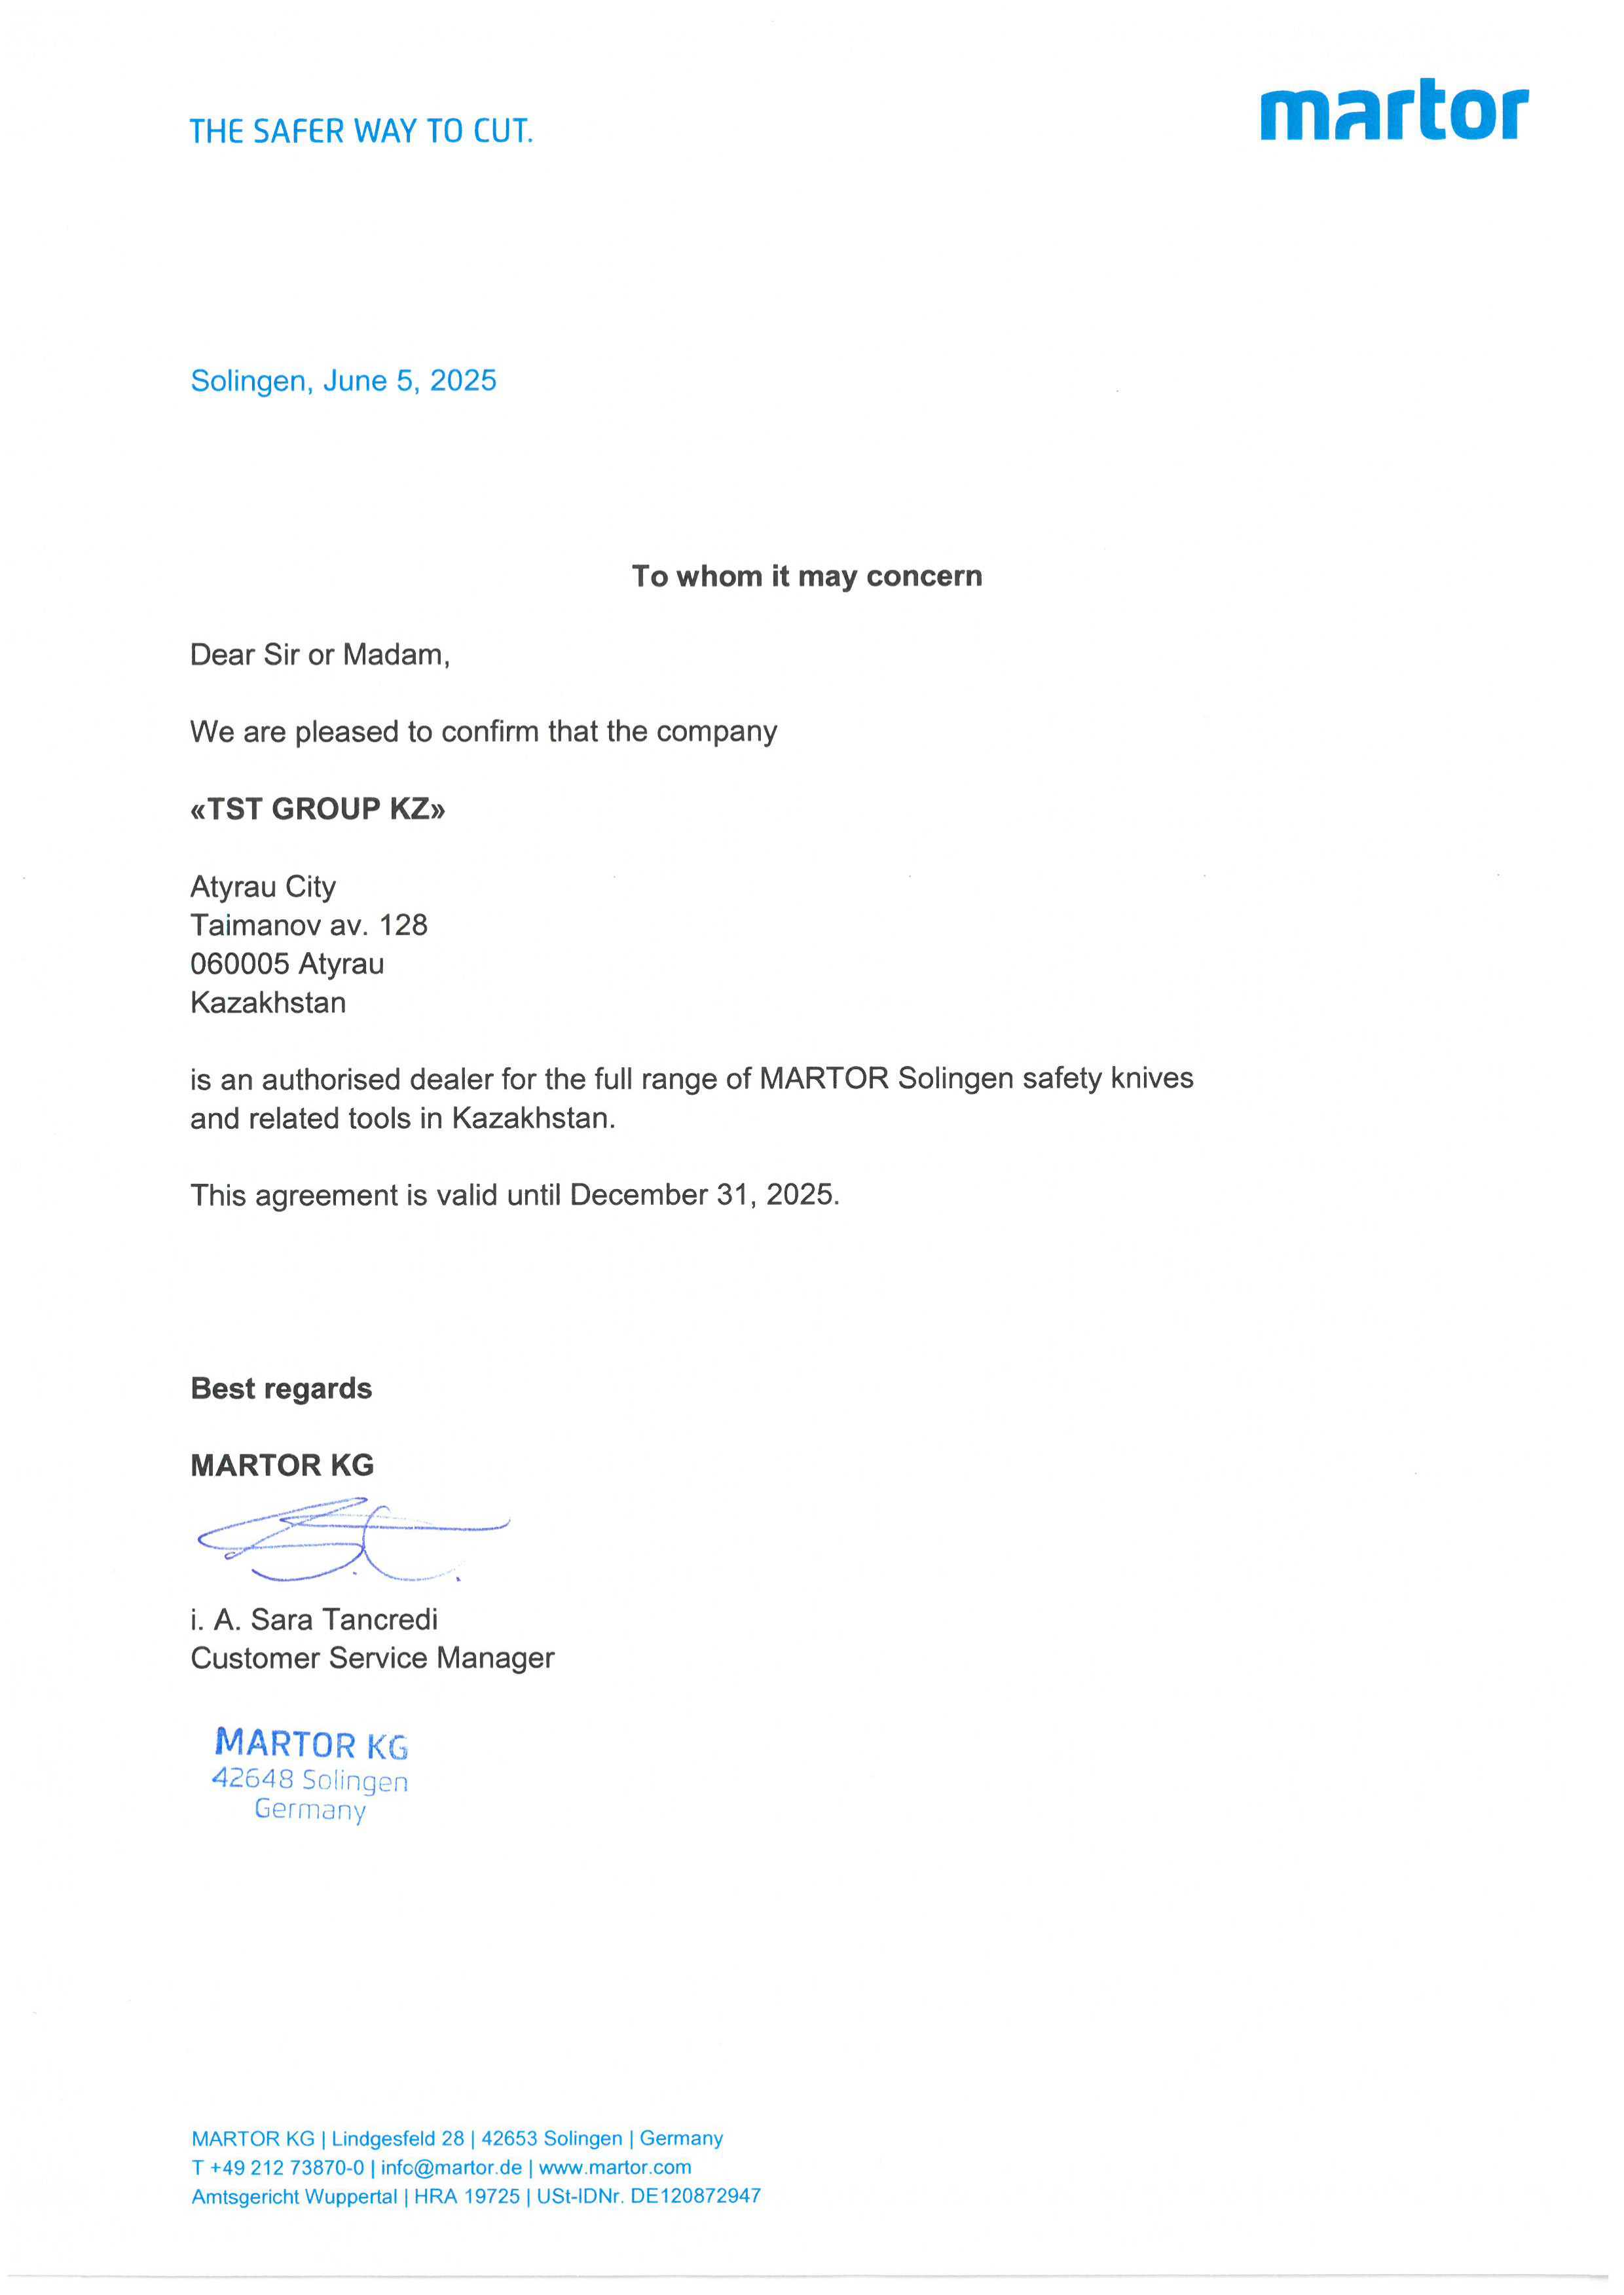 THE SAFER WAY TO CUT.
martor
Solingen, June 5, 2025
To whom it may concern
Dear Sir or Madam,
We are pleased to confirm that the company
«TST GROUP KZ»
Atyrau City
Taimanov av. 128
060005 Atyrau
Kazakhstan
is an authorised dealer for the full range of MARTOR Solingen safety knives
and related tools in Kazakhstan.
This agreement is valid until December 31, 2025.
Best regards
MARTOR KG
i. A. Sara Tancredi
Customer Service Manager
MARTOR KG
42648 Solingen
Germany
MARTOR KG | Lindgesfeld 28 | 42653 Solingen | Germany
T +49 212 73870-0 | info@martor.de | www.martor.com
Amtsgericht Wuppertal | HRA 19725 | USt-IDNr. DE120872947